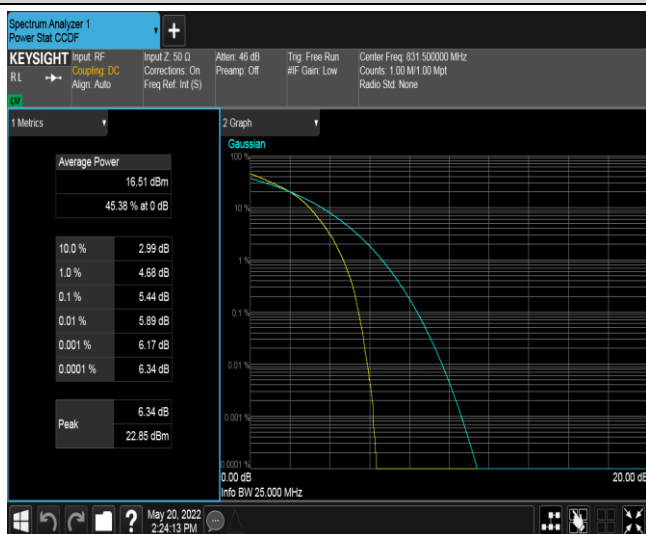 Spectrum Analyzer 1
Power Stat CCDF
+
KEYSIGHT
RL
Input: RF
Coupling: DC
Align: Auto
Input Z: 50 Ω
Corrections: On
Freq Ref: Int (S)
Atten: 46 dB
Preamp: Off
Trig: Free Run
#IF Gain: Low
Center Freq: 831.500000 MHz
Counts: 1.00 M/1.00 Mpt
Radio Std: None
1 Metrics
Average Power
16.51 dBm
45.38 % at 0 dB
10.0 % 2.99 dB
1.0 % 4.68 dB
0.1 % 5.44 dB
0.01 % 5.89 dB
0.001 % 6.17 dB
0.0001 % 6.34 dB
Peak
6.34 dB
22.85 dBm
2 Graph
Gaussian
100 %
10 %
1 %
0.1 %
0.01 %
0.001 %
0.0001 %
0.00 dB
20.00 dB
Info BW 25.000 MHz
?
May 20, 2022
2:24:13 PM